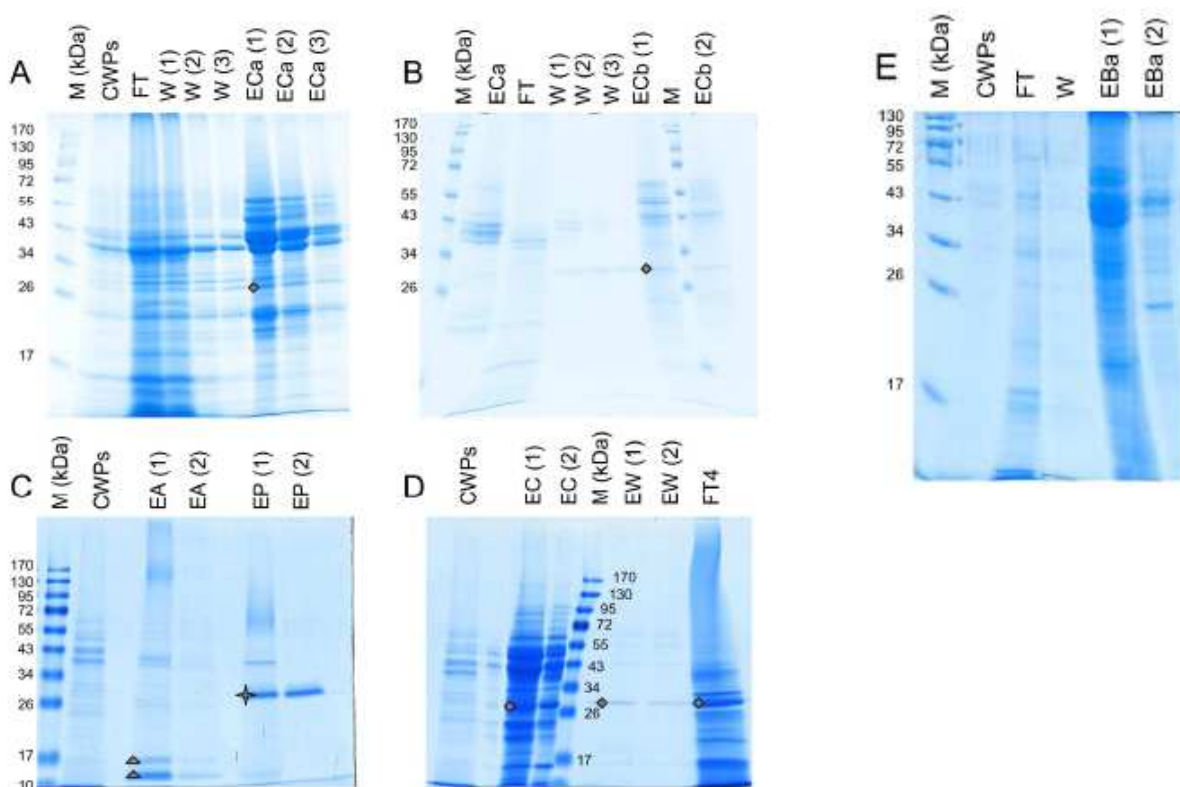 A
M (kDa)
CWPs
FT
W (1)
W (2)
W (3)
ECa (1)
ECa (2)
ECa (3)
170
130
95
72
55
43
34
26
17
B
M (kDa)
ECa
FT
W (1)
W (2)
W (3)
ECb (1)
M
ECb (2)
170
130
95
72
55
43
34
26
E
M (kDa)
CWPs
FT
W
EBa (1)
EBa (2)
130
95
72
55
43
34
26
17
C
M (kDa)
CWPs
EA (1)
EA (2)
EP (1)
EP (2)
170
130
95
72
55
43
34
26
17
10
D
CWPs
EC (1)
EC (2)
M (kDa)
EW (1)
EW (2)
FT4
170
130
95
72
55
43
34
26
17